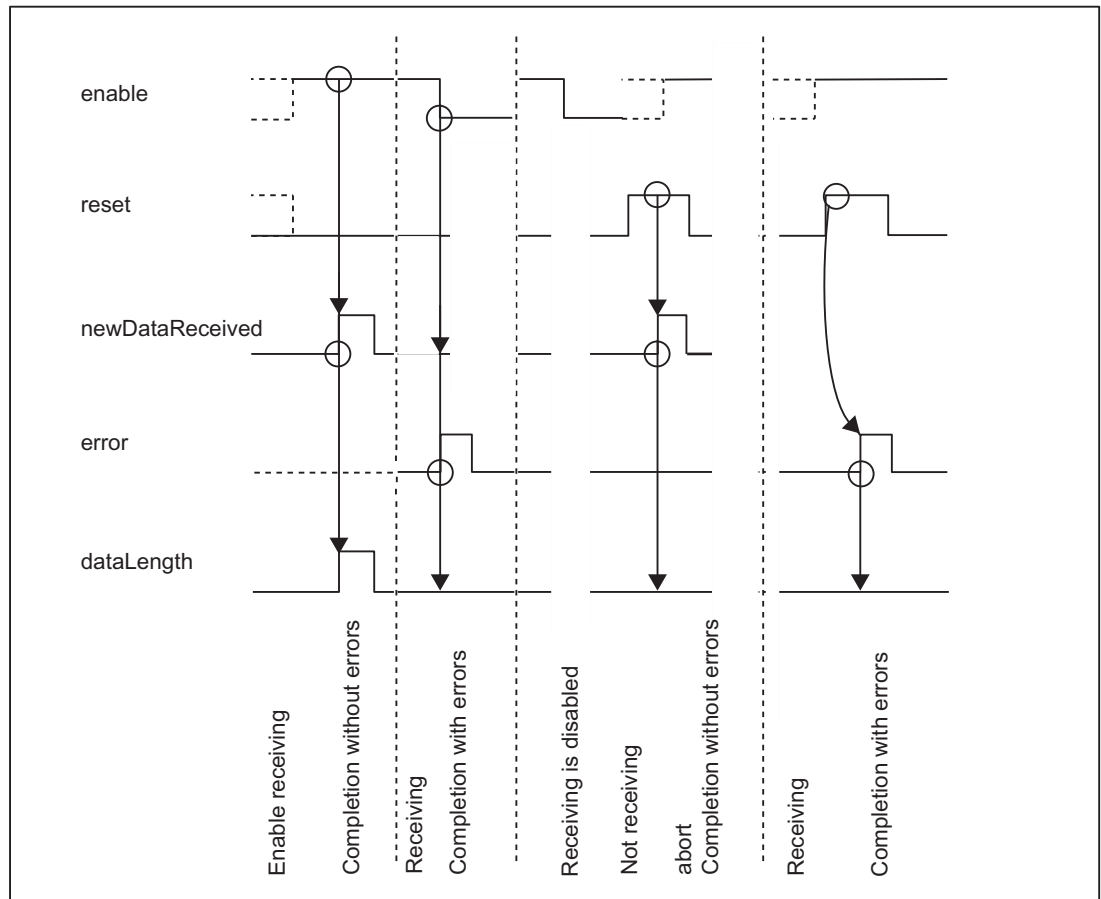 enable
reset
newDataReceived
error
dataLength
Enable receiving
Completion without errors
Receiving
Completion with errors
Receiving is disabled
Not receiving
abort
Completion without errors
Receiving
Completion with errors